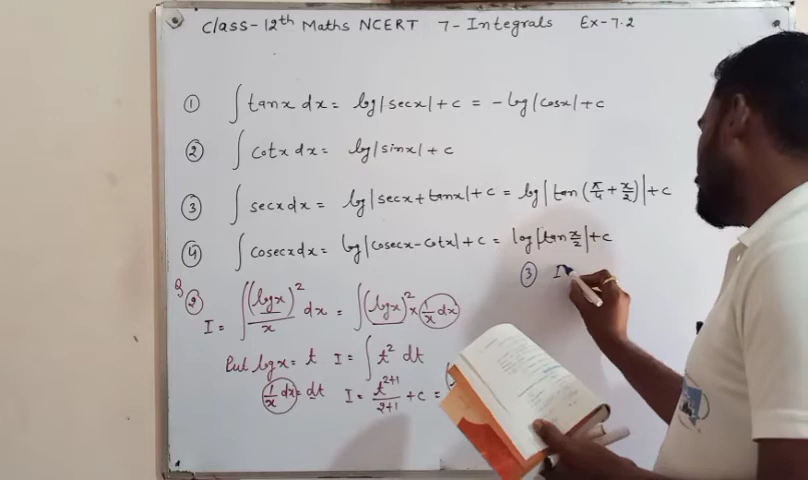 Class-12th Maths NCERT 7-Integrals Ex-7.2
① ∫ tanx dx = log|secx| + c = -log|cosx| + c
② ∫ cotx dx = log|sinx| + c
③ ∫ secx dx = log|secx + tanx| + c = log|tan(π/4 + x/2)| + c
④ ∫ cosecx dx = log|cosecx - cotx| + c = log|tan x/2| + c
③ I
Q ② I = ∫ (logx)²/x dx = ∫ (logx)² × (1/x dx)
Put logx = t I = ∫ t² dt
1/x dx = dt I = t²⁺¹/2+1 + c =